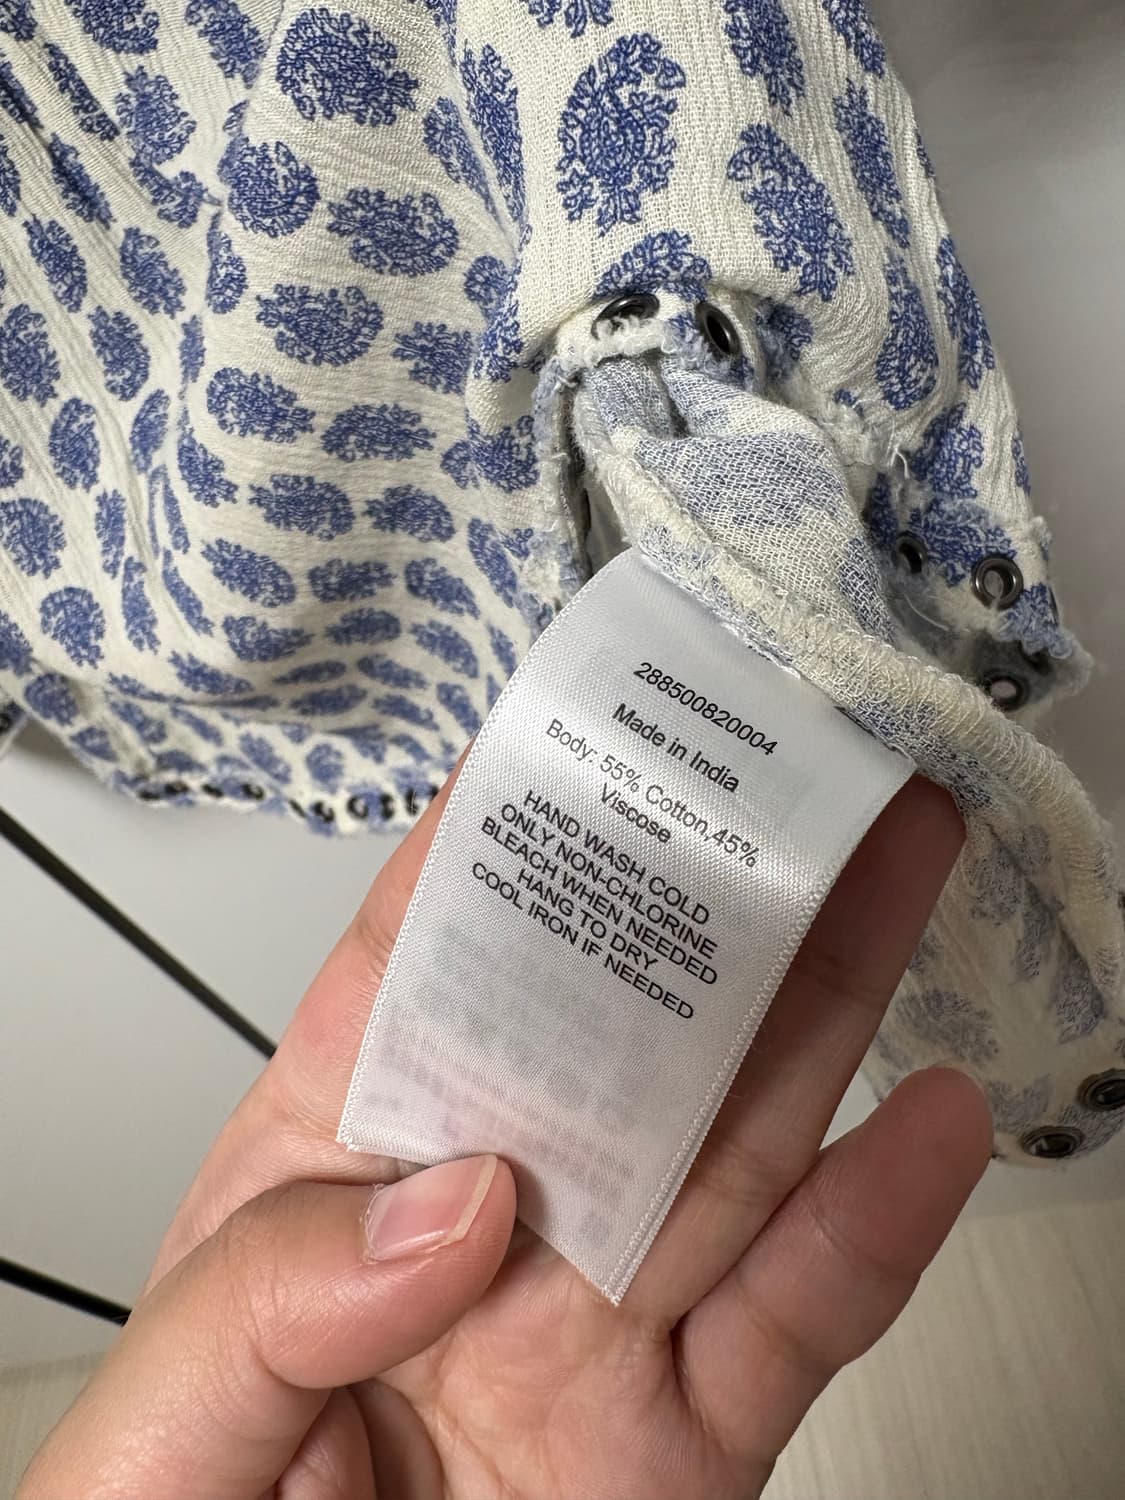 288500820004
Made in India
Body: 55% Cotton,45%
Viscose
HAND WASH COLD
ONLY NON-CHLORINE
BLEACH WHEN NEEDED
HANG TO DRY
COOL IRON IF NEEDED